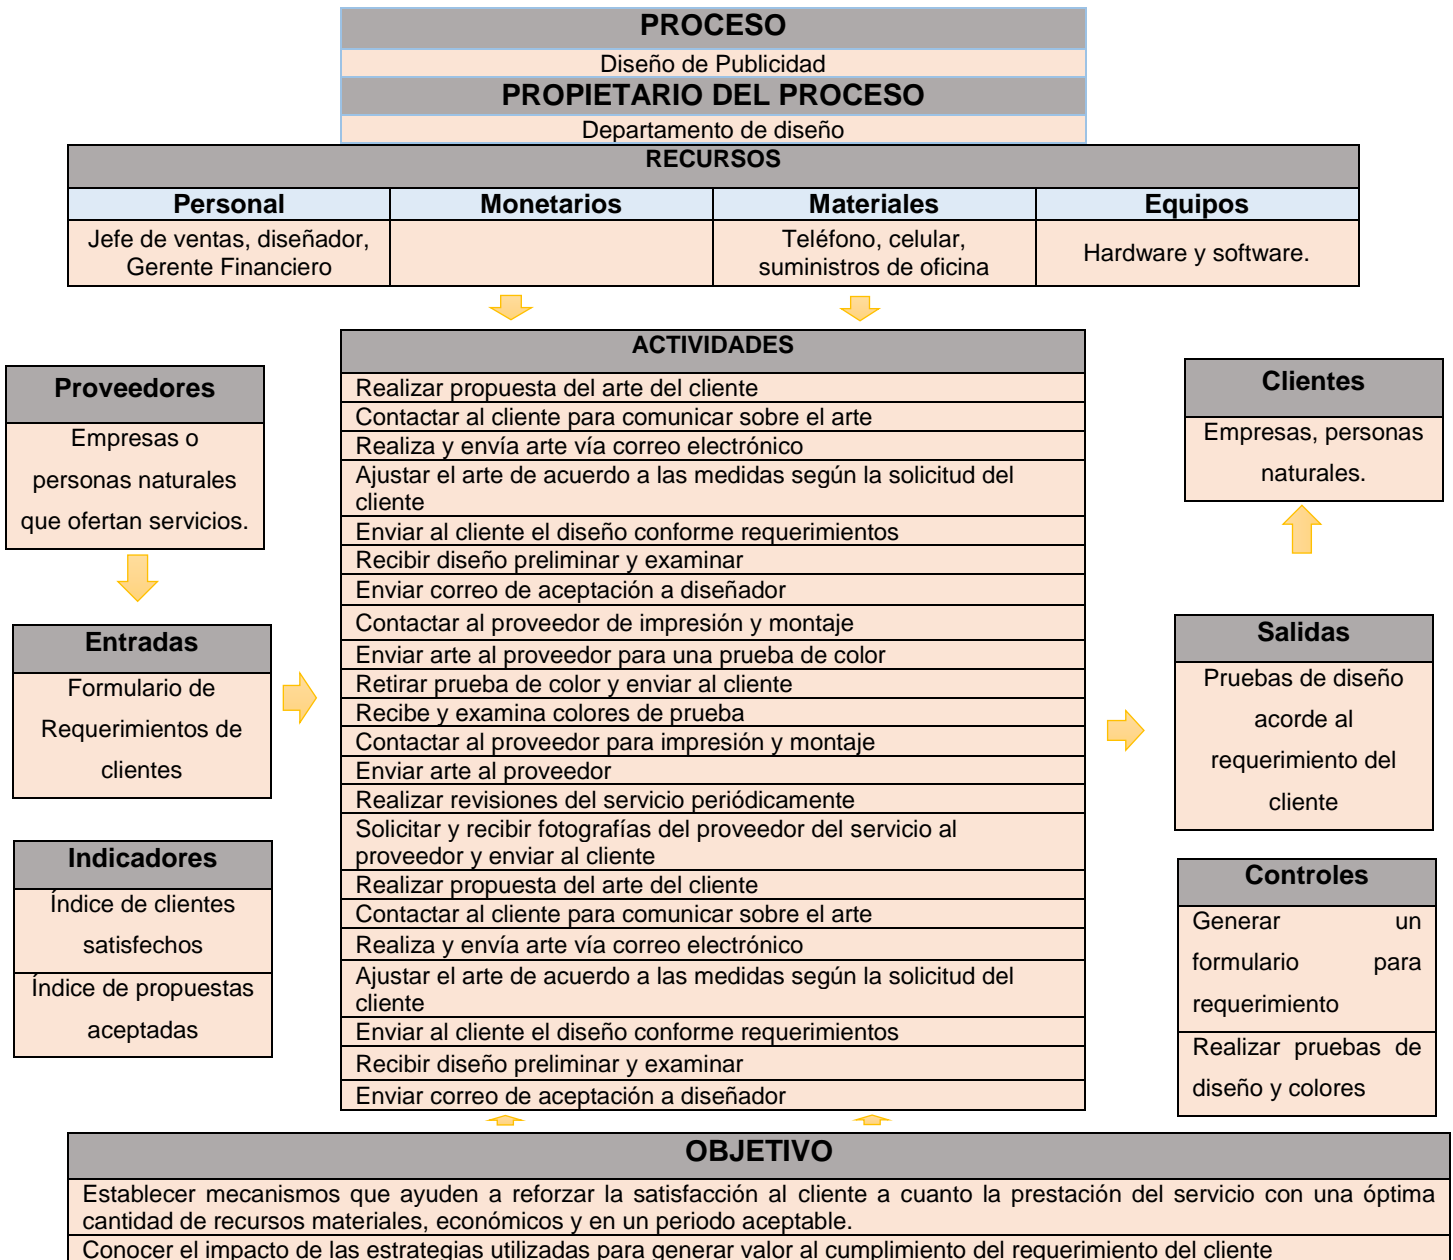 PROCESO
Diseño de Publicidad
PROPIETARIO DEL PROCESO
Departamento de diseño
RECURSOS
Personal
Monetarios
Materiales
Equipos
Jefe de ventas, diseñador,
Gerente Financiero
Teléfono, celular,
suministros de oficina
Hardware y software.
Proveedores
Empresas o
personas naturales
que ofertan servicios.
Entradas
Formulario de
Requerimientos de
clientes
Indicadores
Índice de clientes
satisfechos
Índice de propuestas
aceptadas
ACTIVIDADES
Realizar propuesta del arte del cliente
Contactar al cliente para comunicar sobre el arte
Realiza y envía arte vía correo electrónico
Ajustar el arte de acuerdo a las medidas según la solicitud del
cliente
Enviar al cliente el diseño conforme requerimientos
Recibir diseño preliminar y examinar
Enviar correo de aceptación a diseñador
Contactar al proveedor de impresión y montaje
Enviar arte al proveedor para una prueba de color
Retirar prueba de color y enviar al cliente
Recibe y examina colores de prueba
Contactar al proveedor para impresión y montaje
Enviar arte al proveedor
Realizar revisiones del servicio periódicamente
Solicitar y recibir fotografías del proveedor del servicio al
proveedor y enviar al cliente
Realizar propuesta del arte del cliente
Contactar al cliente para comunicar sobre el arte
Realiza y envía arte vía correo electrónico
Ajustar el arte de acuerdo a las medidas según la solicitud del
cliente
Enviar al cliente el diseño conforme requerimientos
Recibir diseño preliminar y examinar
Enviar correo de aceptación a diseñador
Clientes
Empresas, personas
naturales.
Salidas
Pruebas de diseño
acorde al
requerimiento del
cliente
Controles
Generar un
formulario para
requerimiento
Realizar pruebas de
diseño y colores
OBJETIVO
Establecer mecanismos que ayuden a reforzar la satisfacción al cliente a cuanto la prestación del servicio con una óptima
cantidad de recursos materiales, económicos y en un periodo aceptable.
Conocer el impacto de las estrategias utilizadas para generar valor al cumplimiento del requerimiento del cliente